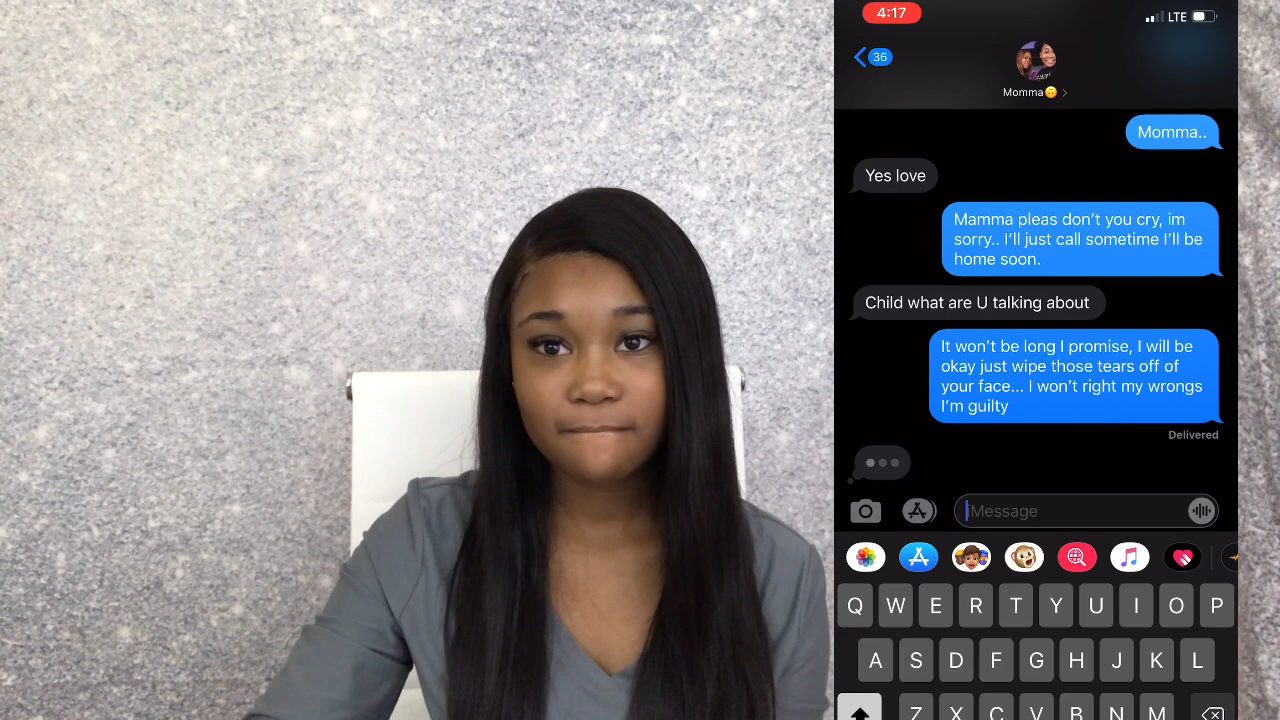 4:17
LTE
36
Momma
Momma..
Yes love
Mamma pleas don’t you cry, im
sorry.. I’ll just call sometime I’ll be
home soon.
Child what are U talking about
It won’t be long I promise, I will be
okay just wipe those tears off of
your face... I won’t right my wrongs
I’m guilty
Delivered
iMessage
Q W E R T Y U I O P
A S D F G H J K L
Z X C V B N M